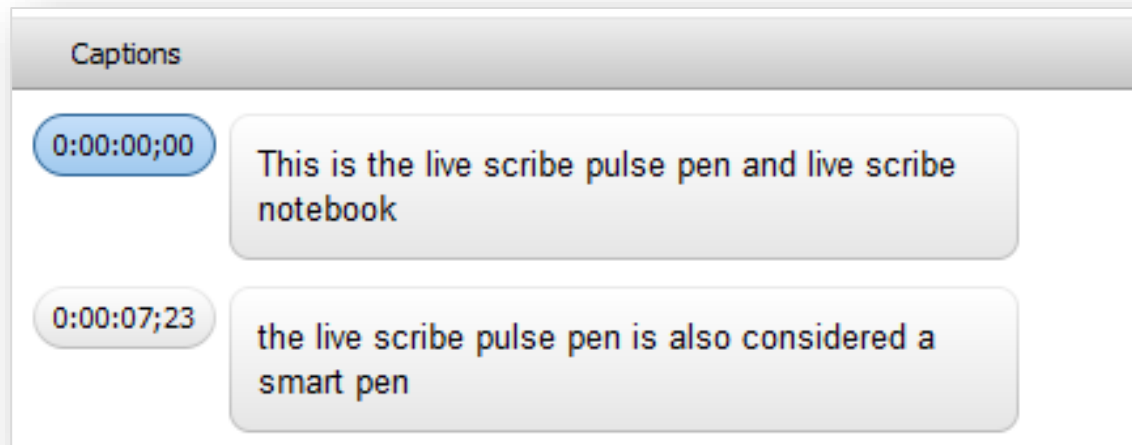 Captions
0:00:00;00
This is the live scribe pulse pen and live scribe
notebook
0:00:07;23
the live scribe pulse pen is also considered a
smart pen